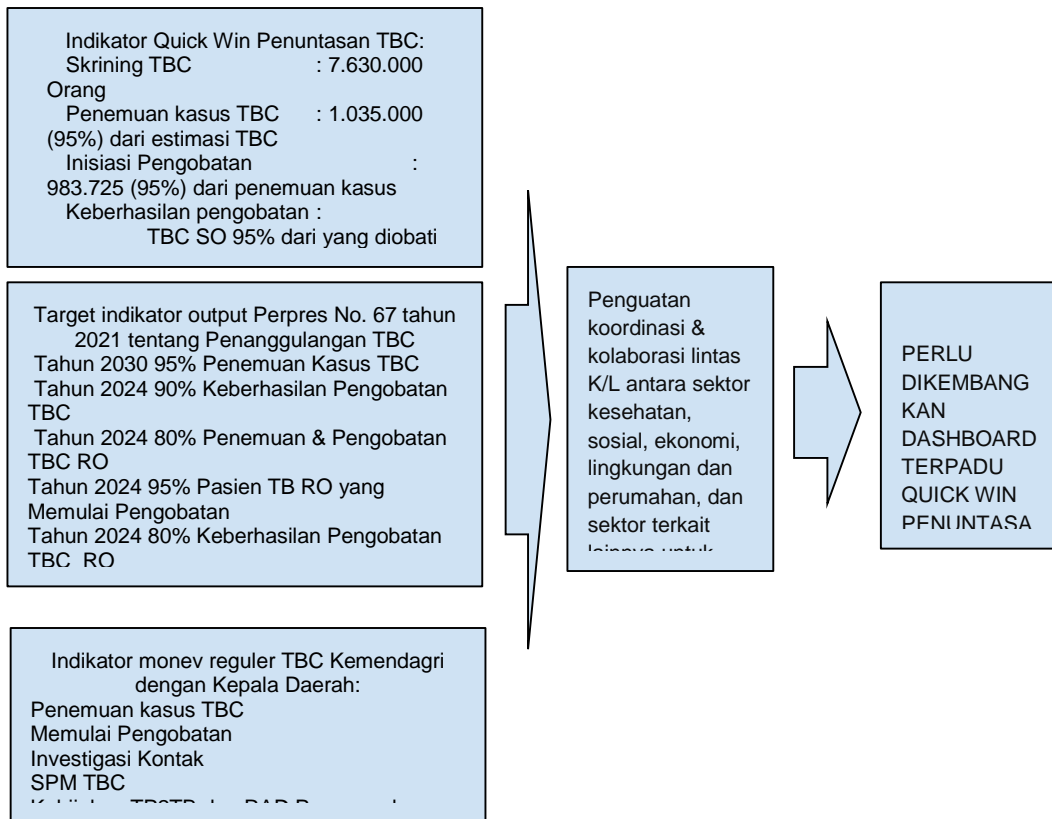 Indikator Quick Win Penuntasan TBC:
Skrining TBC : 7.630.000
Orang
Penemuan kasus TBC : 1.035.000
(95%) dari estimasi TBC
Inisiasi Pengobatan :
983.725 (95%) dari penemuan kasus
Keberhasilan pengobatan :
TBC SO 95% dari yang diobati
Target indikator output Perpres No. 67 tahun
2021 tentang Penanggulangan TBC
Tahun 2030 95% Penemuan Kasus TBC
Tahun 2024 90% Keberhasilan Pengobatan
TBC
Tahun 2024 80% Penemuan & Pengobatan
TBC RO
Tahun 2024 95% Pasien TB RO yang
Memulai Pengobatan
Tahun 2024 80% Keberhasilan Pengobatan
TBC RO
Indikator monev reguler TBC Kemendagri
dengan Kepala Daerah:
Penemuan kasus TBC
Memulai Pengobatan
Investigasi Kontak
SPM TBC
Penguatan
koordinasi &
kolaborasi lintas
K/L antara sektor
kesehatan,
sosial, ekonomi,
lingkungan dan
perumahan, dan
sektor terkait
lainnya untuk
PERLU
DIKEMBANG
KAN
DASHBOARD
TERPADU
QUICK WIN
PENUNTASA